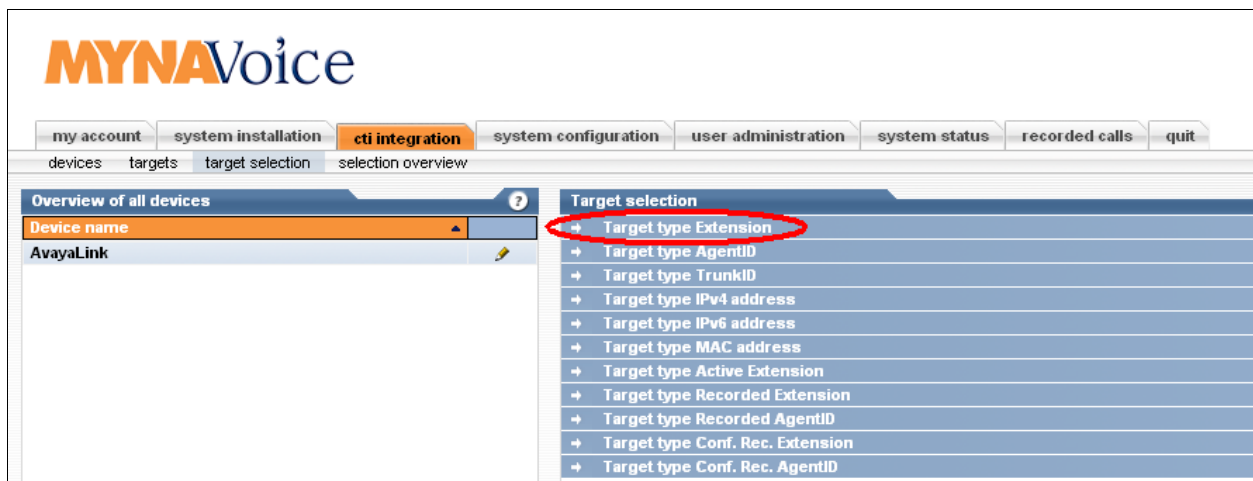 MYNAVoice
my account system installation cti integration system configuration user administration system status recorded calls quit
devices targets target selection selection overview
Overview of all devices ?
Device name
AvayaLink
Target selection
Target type Extension
Target type AgentID
Target type TrunkID
Target type IPv4 address
Target type IPv6 address
Target type MAC address
Target type Active Extension
Target type Recorded Extension
Target type Recorded AgentID
Target type Conf. Rec. Extension
Target type Conf. Rec. AgentID